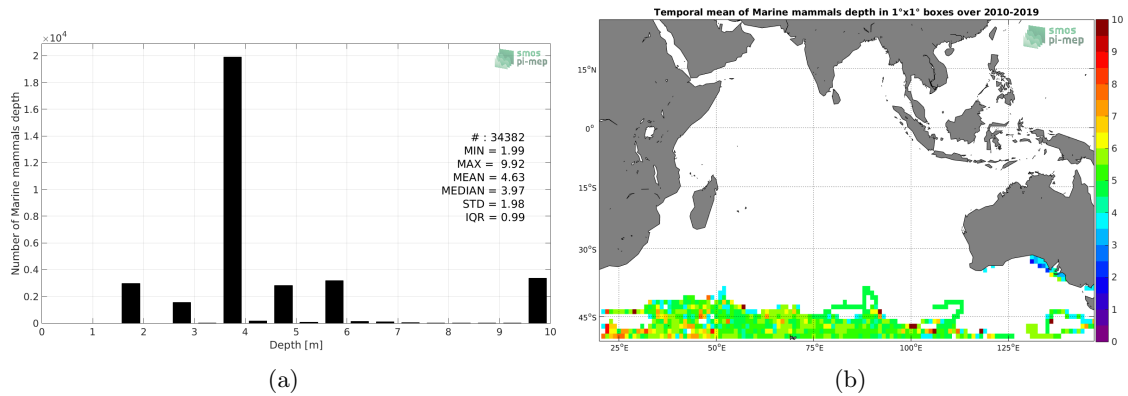 ×10⁴
2
1.8
1.6
1.4
1.2
1
0.8
0.6
0.4
0.2
0
Number of Marine mammals depth
smos
pi-mep
# : 34382
MIN = 1.99
MAX = 9.92
MEAN = 4.63
MEDIAN = 3.97
STD = 1.98
IQR = 0.99
0 1 2 3 4 5 6 7 8 9 10
Depth [m]
(a)
Temporal mean of Marine mammals depth in 1°x1° boxes over 2010-2019
smos
pi-mep
15°N
0°
15°S
30°S
45°S
25°E 50°E 75°E 100°E 125°E
10
9
8
7
6
5
4
3
2
1
0
(b)